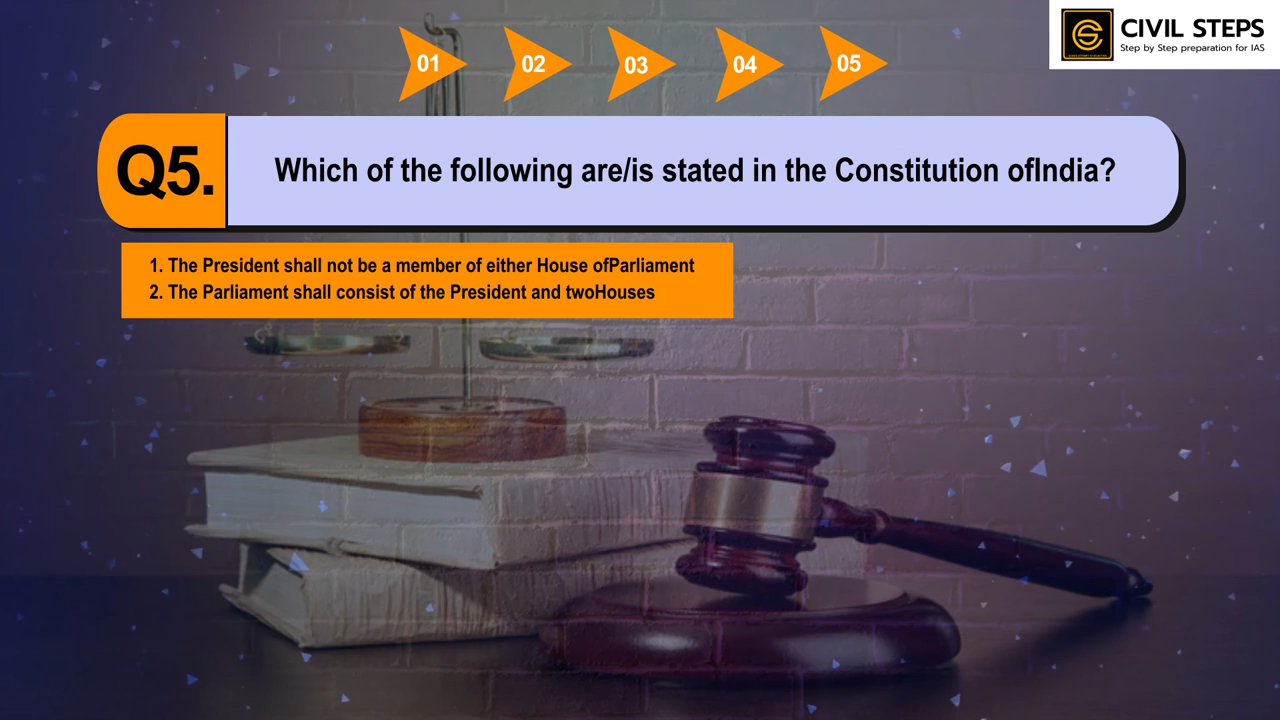 CIVIL STEPS
Step by Step preparation for IAS
01 02 03 04 05
Q5. Which of the following are/is stated in the Constitution ofIndia?
1. The President shall not be a member of either House ofParliament
2. The Parliament shall consist of the President and twoHouses